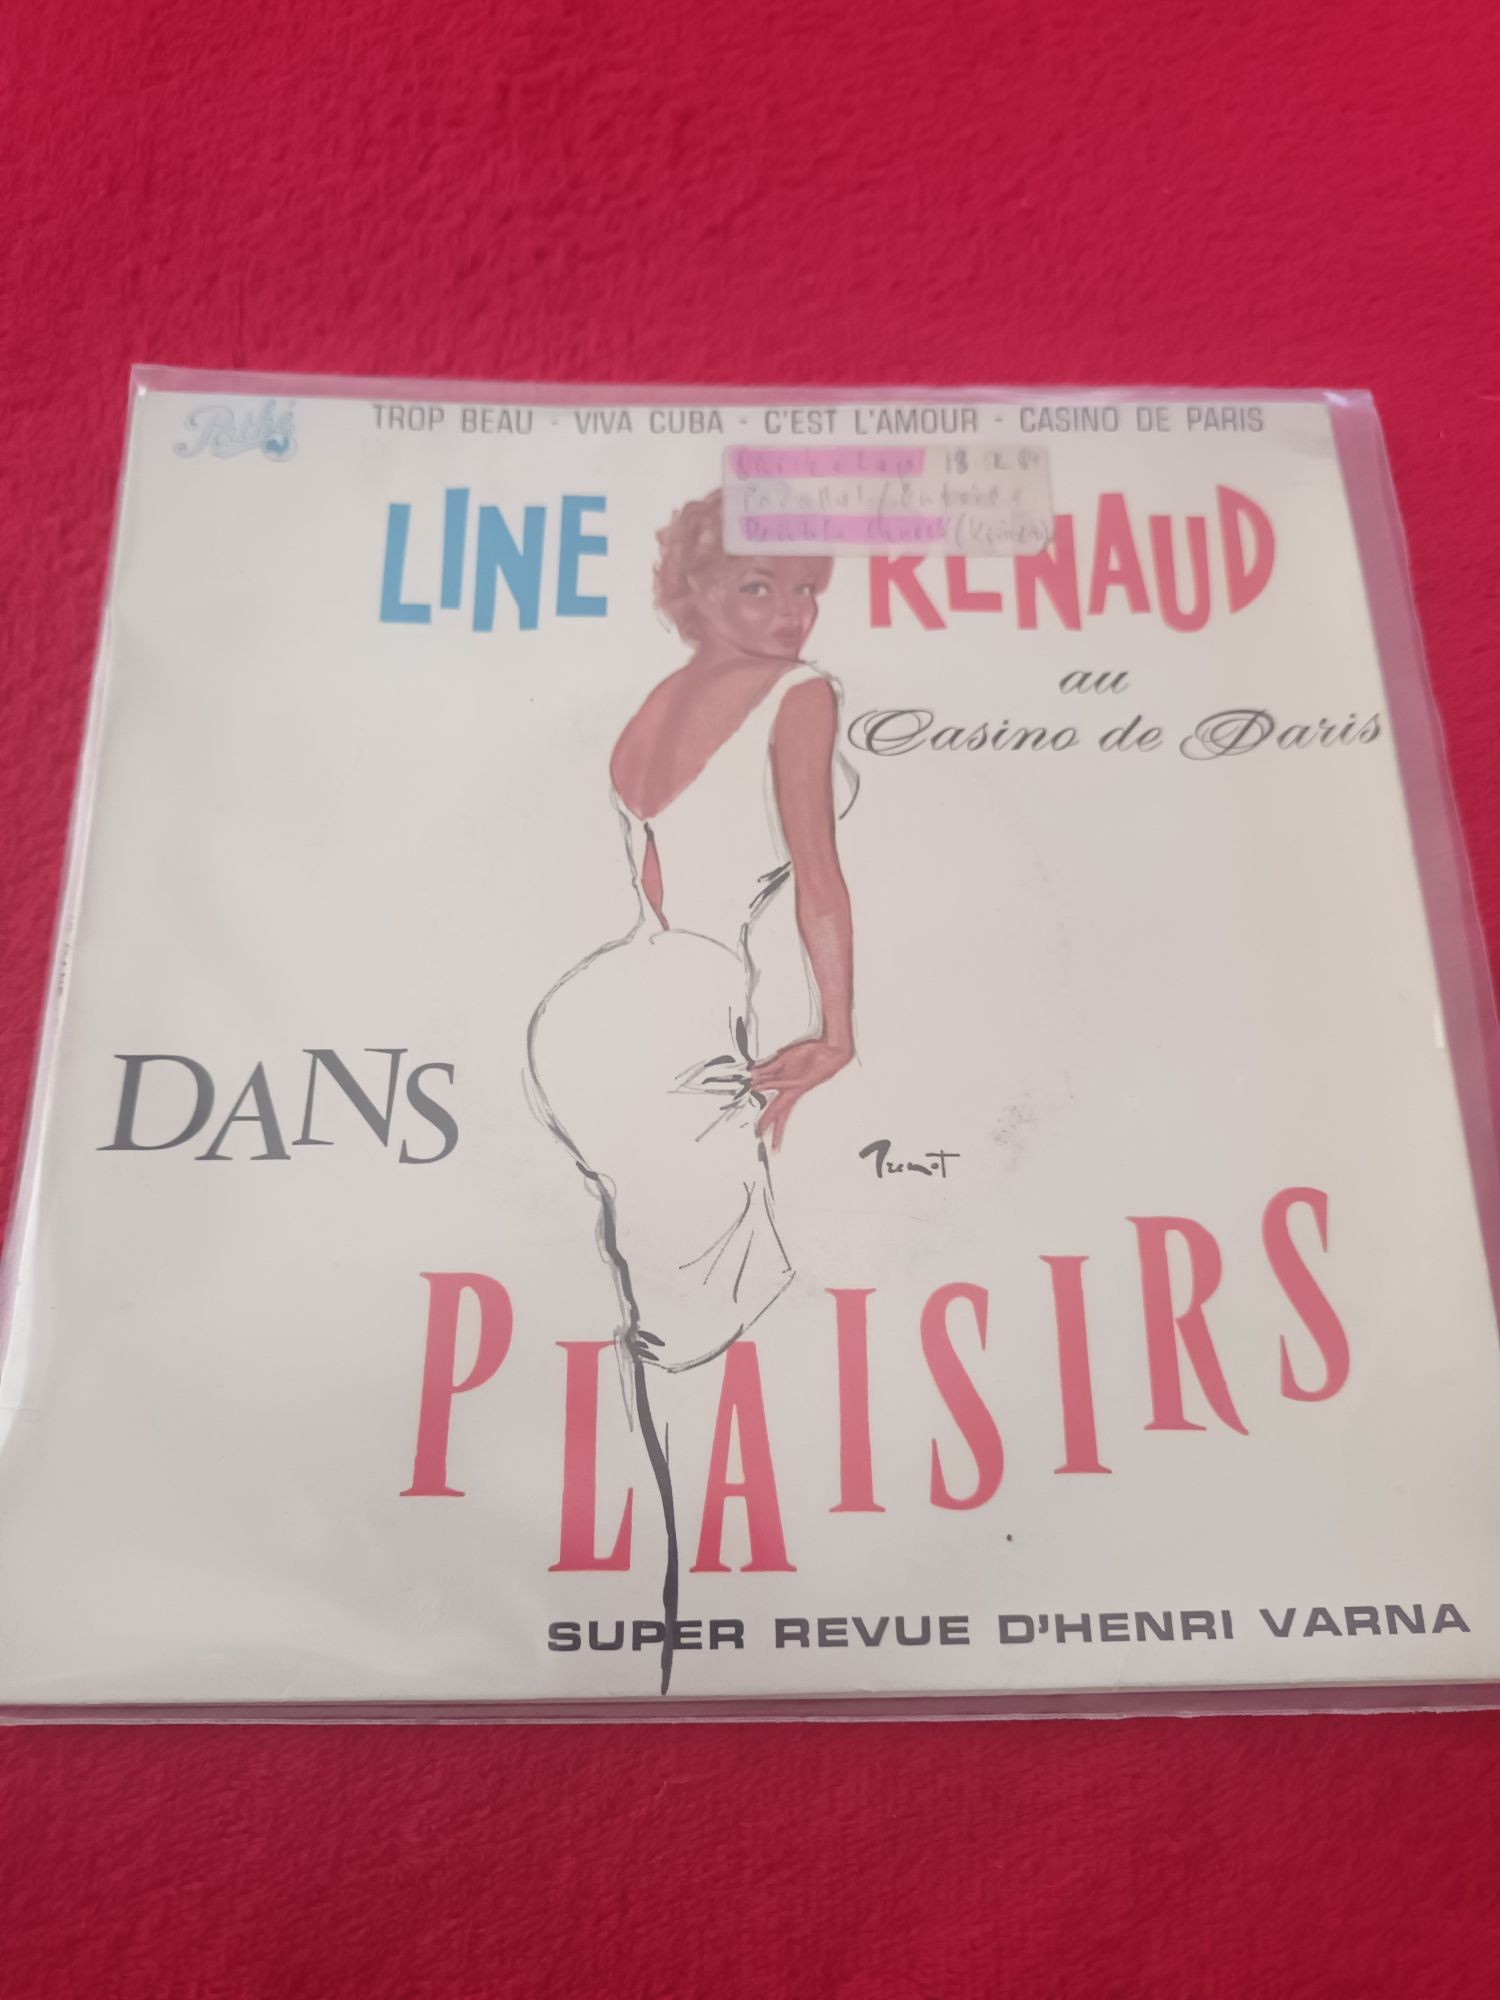 Pathé
TROP BEAU - VIVA CUBA - C'EST L'AMOUR - CASINO DE PARIS
18
LINE RENAUD
au
Casino de Paris
DANS
PLAISIRS
SUPER REVUE D'HENRI VARNA